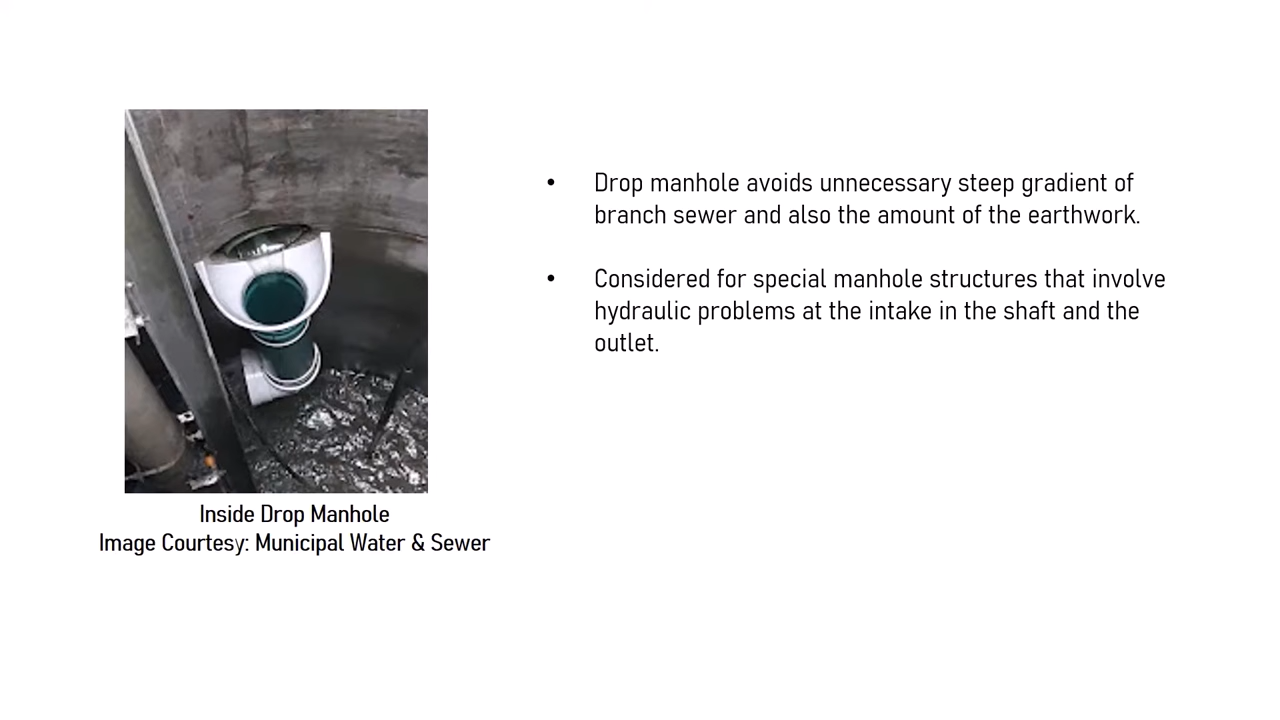 • Drop manhole avoids unnecessary steep gradient of
branch sewer and also the amount of the earthwork.
• Considered for special manhole structures that involve
hydraulic problems at the intake in the shaft and the
outlet.
Inside Drop Manhole
Image Courtesy: Municipal Water & Sewer